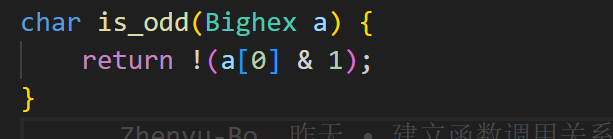 char is_odd(Bighex a) {
    return !(a[0] & 1);
}
Zhenyu-Bo, 昨天 • 建立函数调用关系